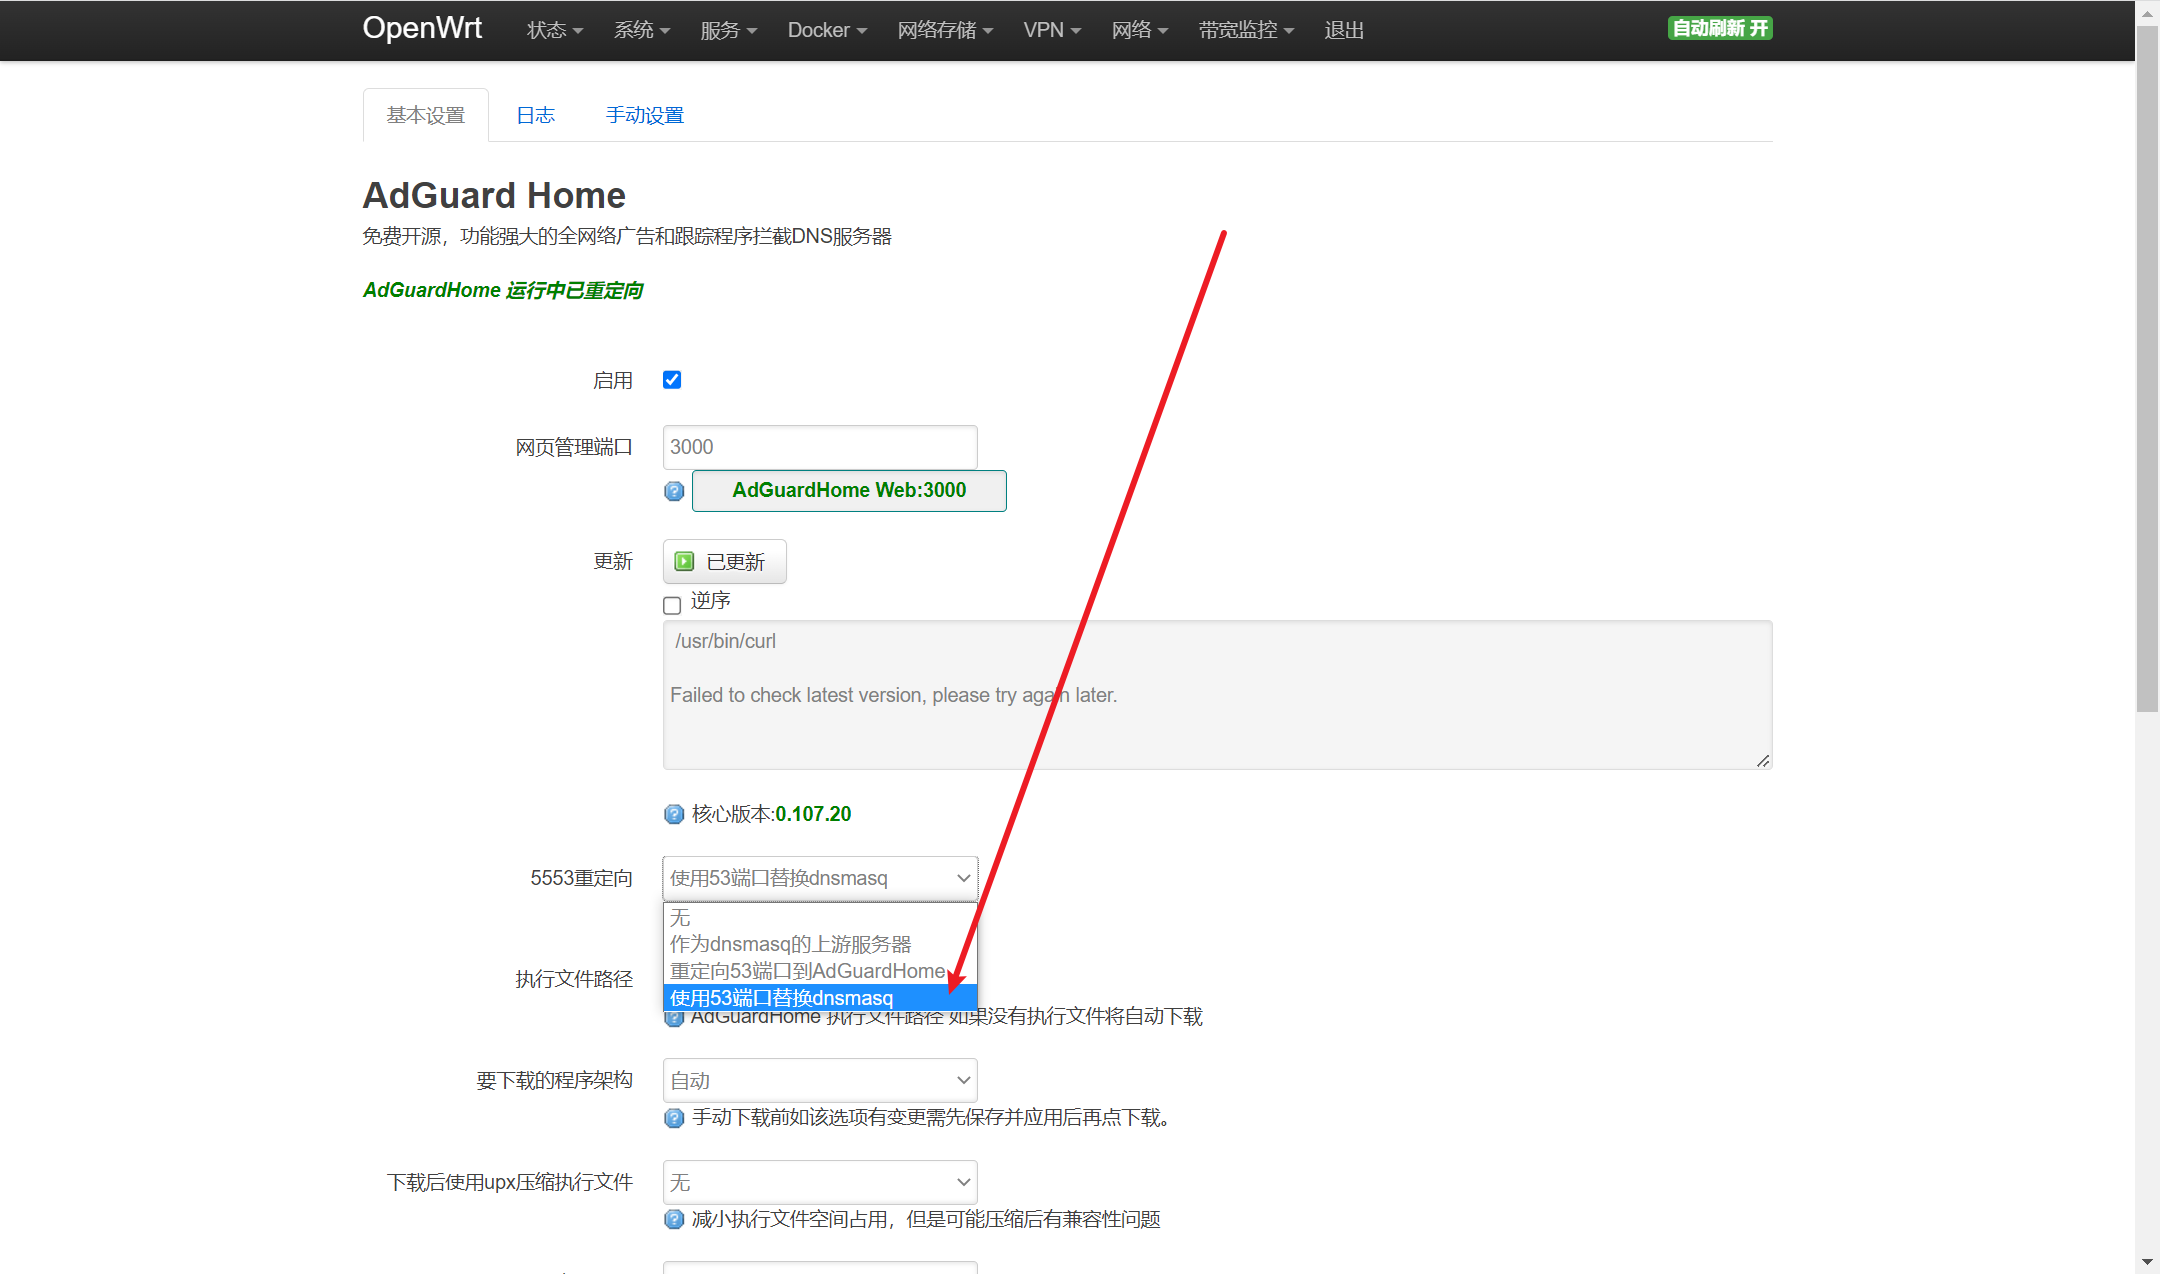 OpenWrt 状态 系统 服务 Docker 网络存储 VPN 网络 带宽监控 退出 自动刷新 开
基本设置 日志 手动设置
AdGuard Home
免费开源，功能强大的全网络广告和跟踪程序拦截DNS服务器
AdGuardHome 运行中已重定向
启用
网页管理端口 3000
AdGuardHome Web:3000
更新 已更新
逆序
/usr/bin/curl
Failed to check latest version, please try again later.
核心版本:0.107.20
5553重定向 使用53端口替换dnsmasq
无
作为dnsmasq的上游服务器
重定向53端口到AdGuardHome
执行文件路径
使用53端口替换dnsmasq
AdGuardHome 执行文件路径 如果没有执行文件将自动下载
要下载的程序架构 自动
手动下载前如该选项有变更需先保存并应用后再点下载。
下载后使用upx压缩执行文件 无
减小执行文件空间占用，但是可能压缩后有兼容性问题